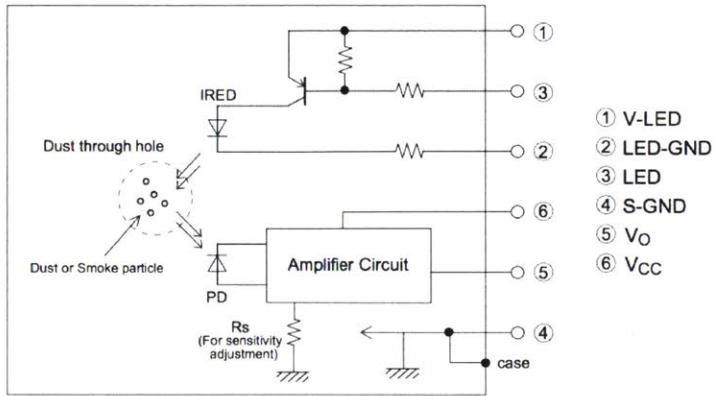 ①
IRED
③
① V-LED
Dust through hole
② LED-GND
②
③ LED
④ S-GND
⑥
⑤ VO
Amplifier Circuit
⑤
⑥ VCC
Dust or Smoke particle
PD
Rs
(For sensitivity
adjustment)
④
case